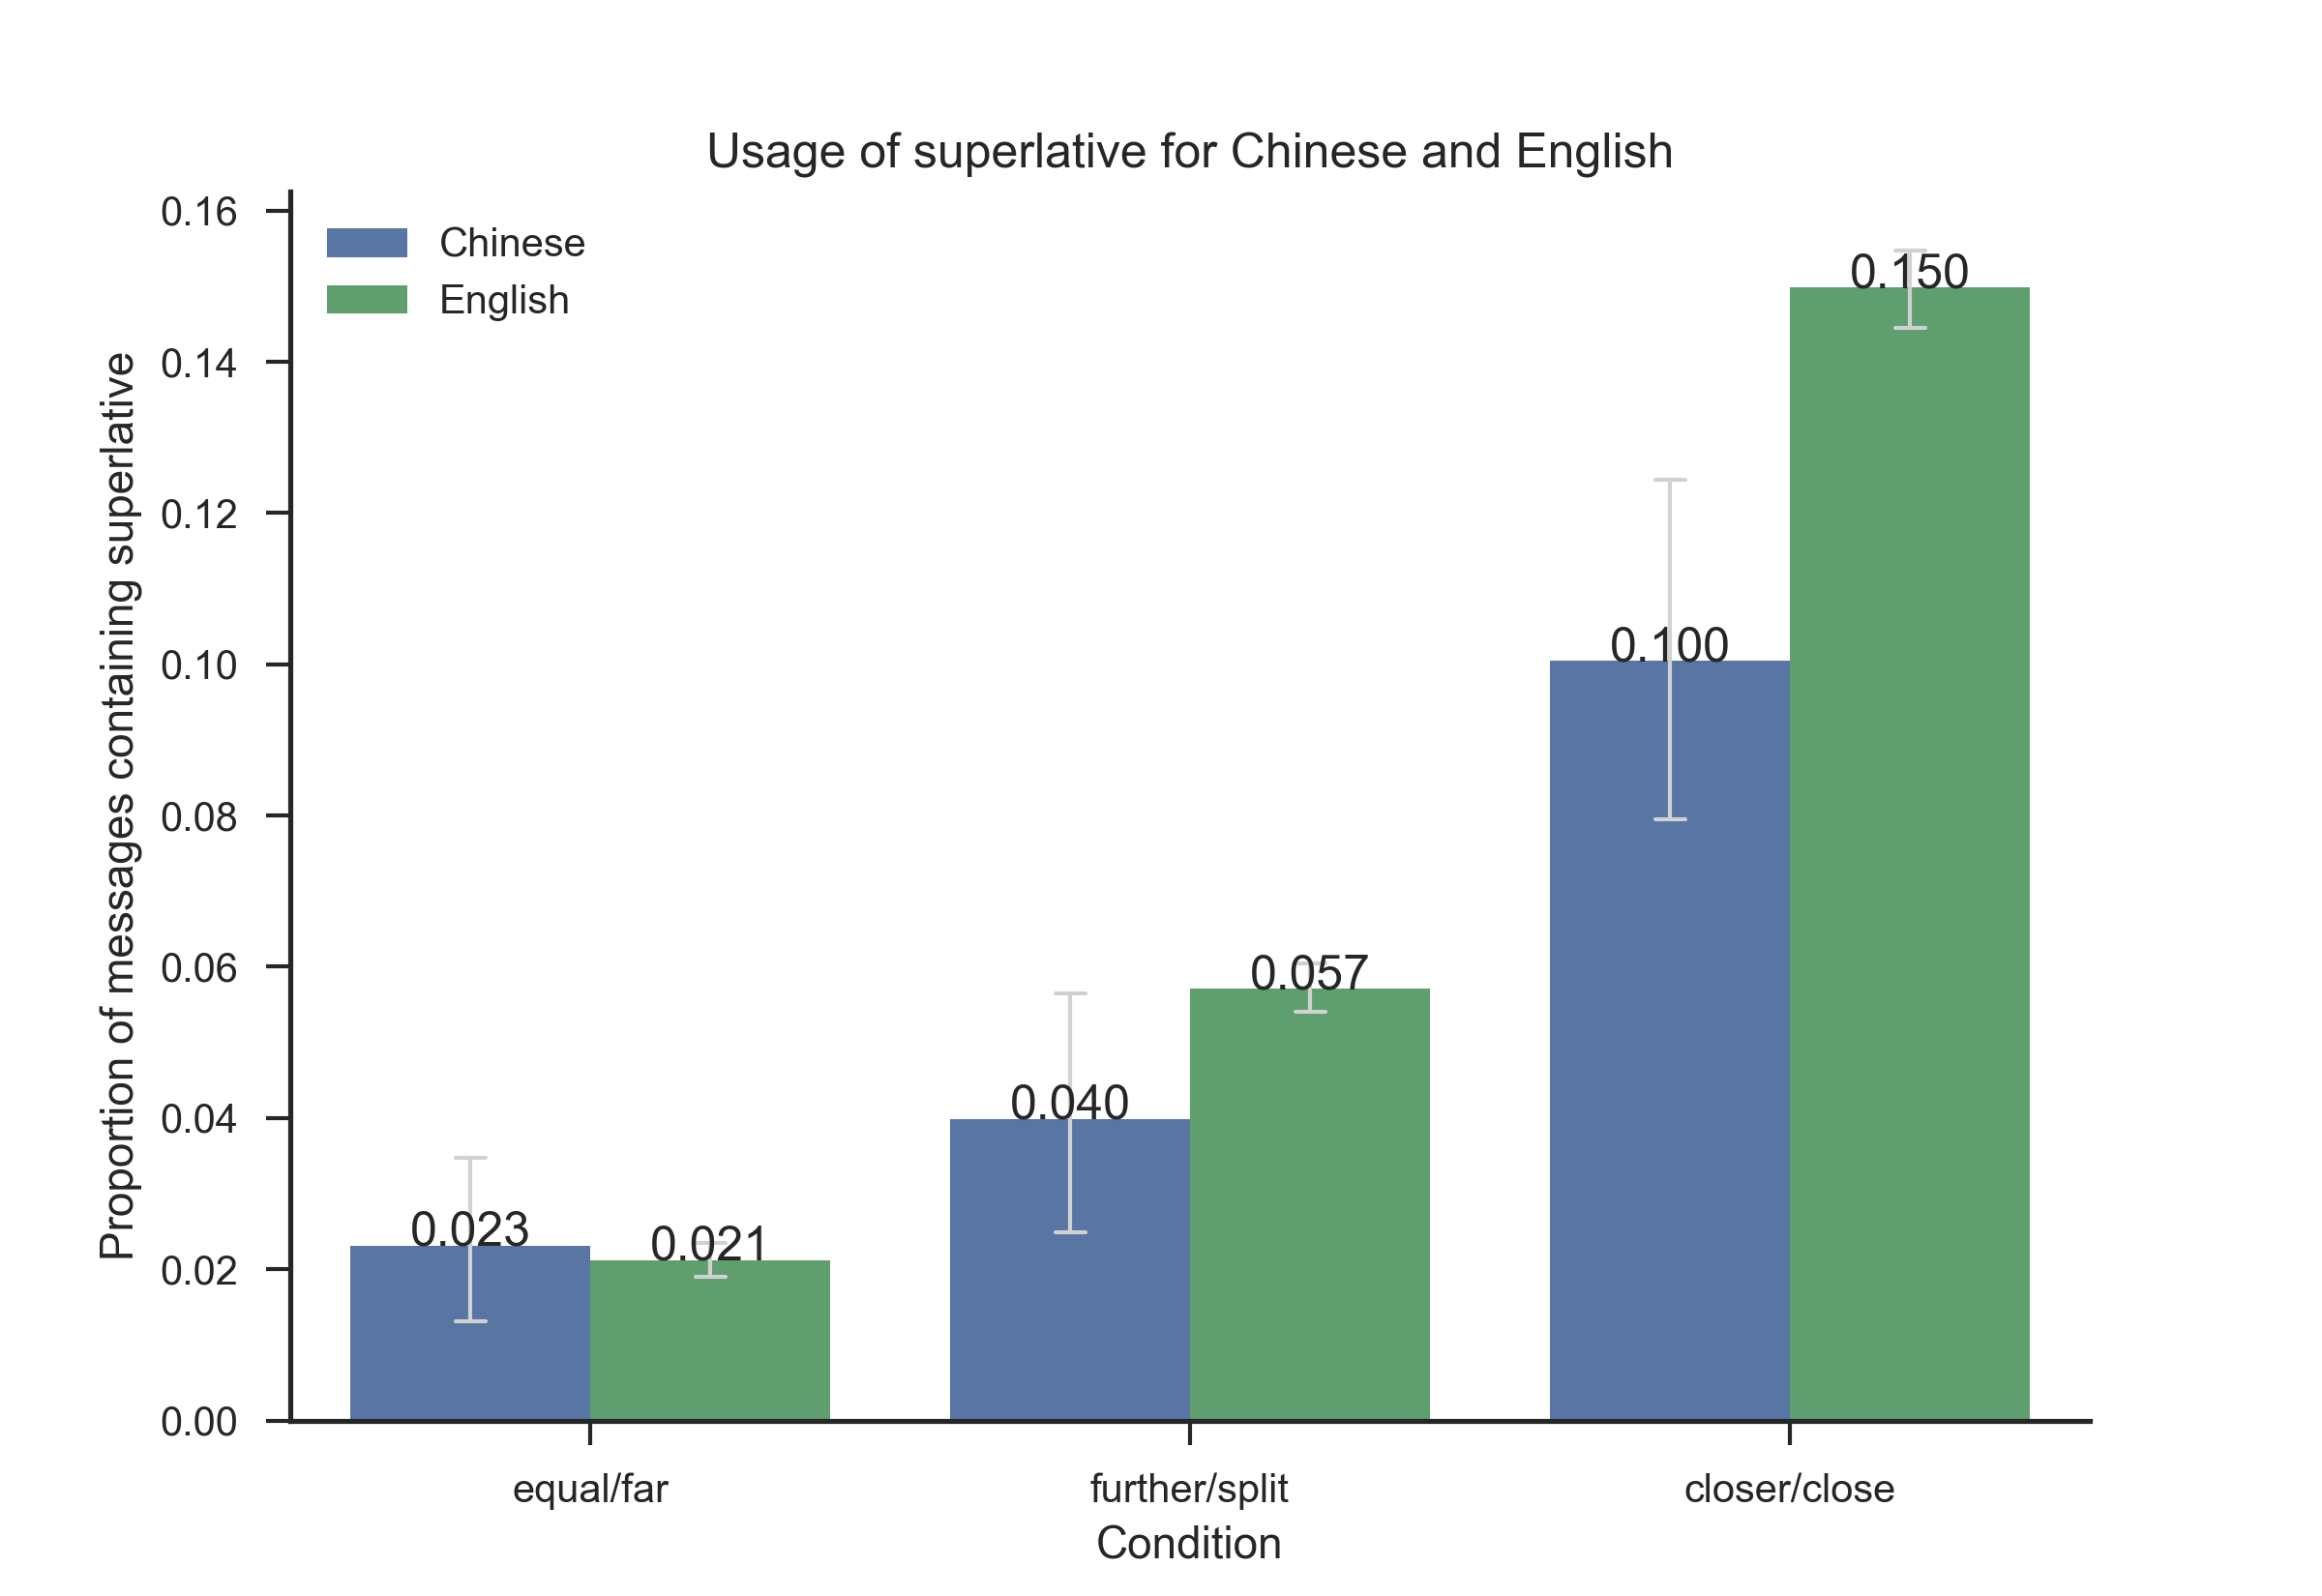 Usage of superlative for Chinese and English
Chinese
English
Proportion of messages containing superlative
0.16
0.14
0.12
0.10
0.08
0.06
0.04
0.02
0.00
0.023
0.021
0.040
0.057
0.100
0.150
equal/far
further/split
closer/close
Condition